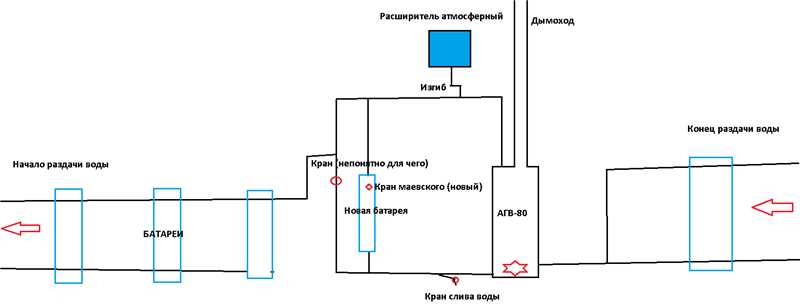 Расширитель атмосферный
Дымоход
Изгиб
Конец раздачи воды
Начало раздачи воды
Кран (непонятно для чего)
Кран маевского (новый)
Новая батарея
АГВ-80
БАТАРЕИ
Кран слива воды